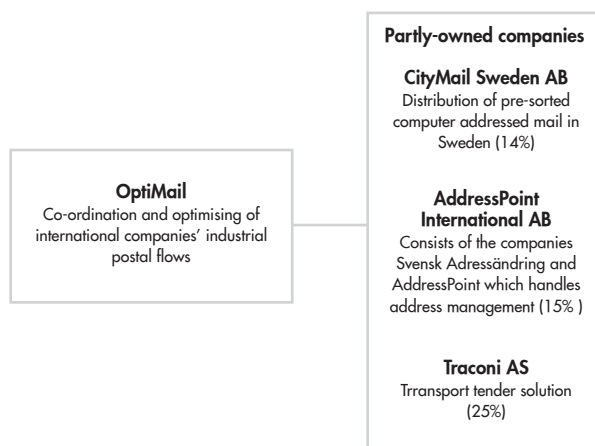 OptiMail
Co-ordination and optimising of
international companies’ industrial
postal flows
Partly-owned companies
CityMail Sweden AB
Distribution of pre-sorted
computer addressed mail in
Sweden (14%)
AddressPoint
International AB
Consists of the companies
Svensk Adressändring and
AddressPoint which handles
address management (15% )
Traconi AS
Trransport tender solution
(25%)